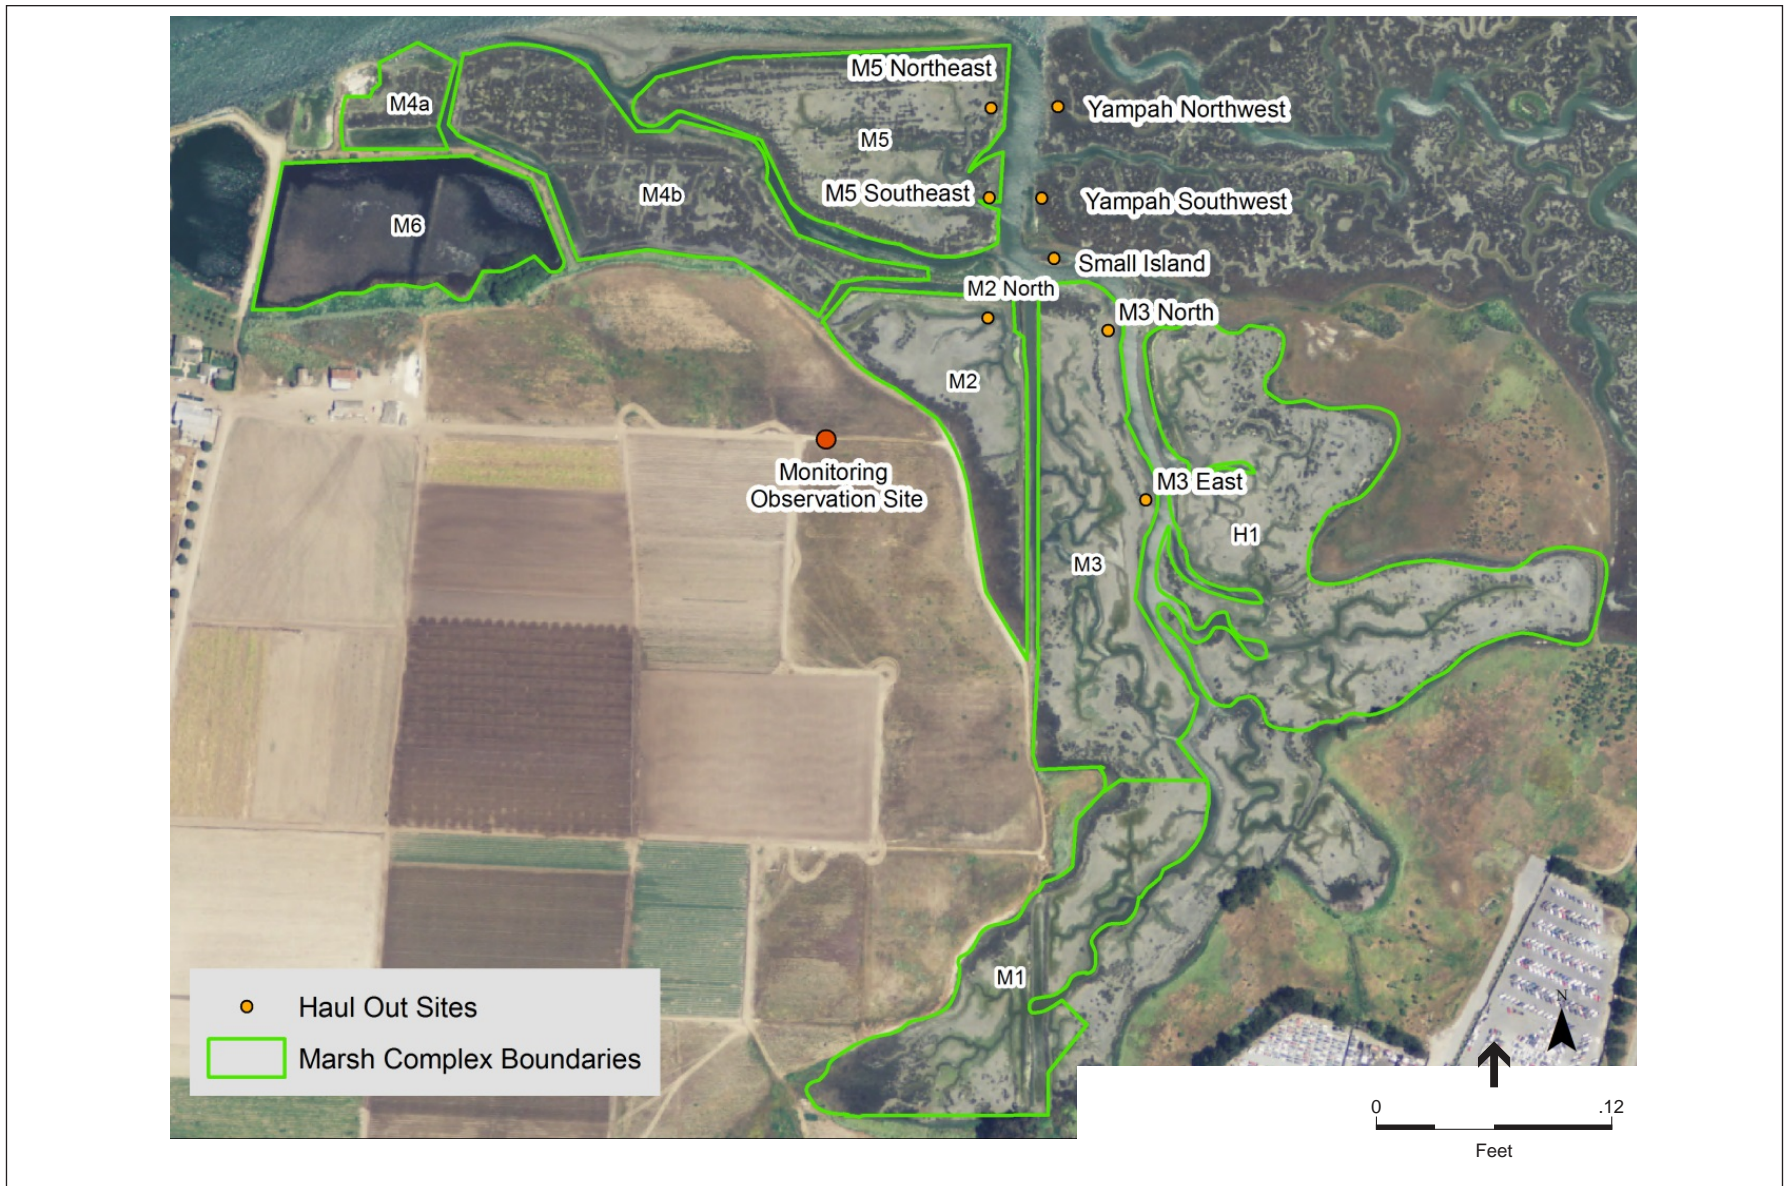 M5 Northeast
M4a
Yampah Northwest
M5
M5 Southeast
M4b
Yampah Southwest
M6
Small Island
M2 North
M3 North
M2
Monitoring
Observation Site
M3 East
H1
M3
M1
Haul Out Sites
Marsh Complex Boundaries
N
0 .12
Feet